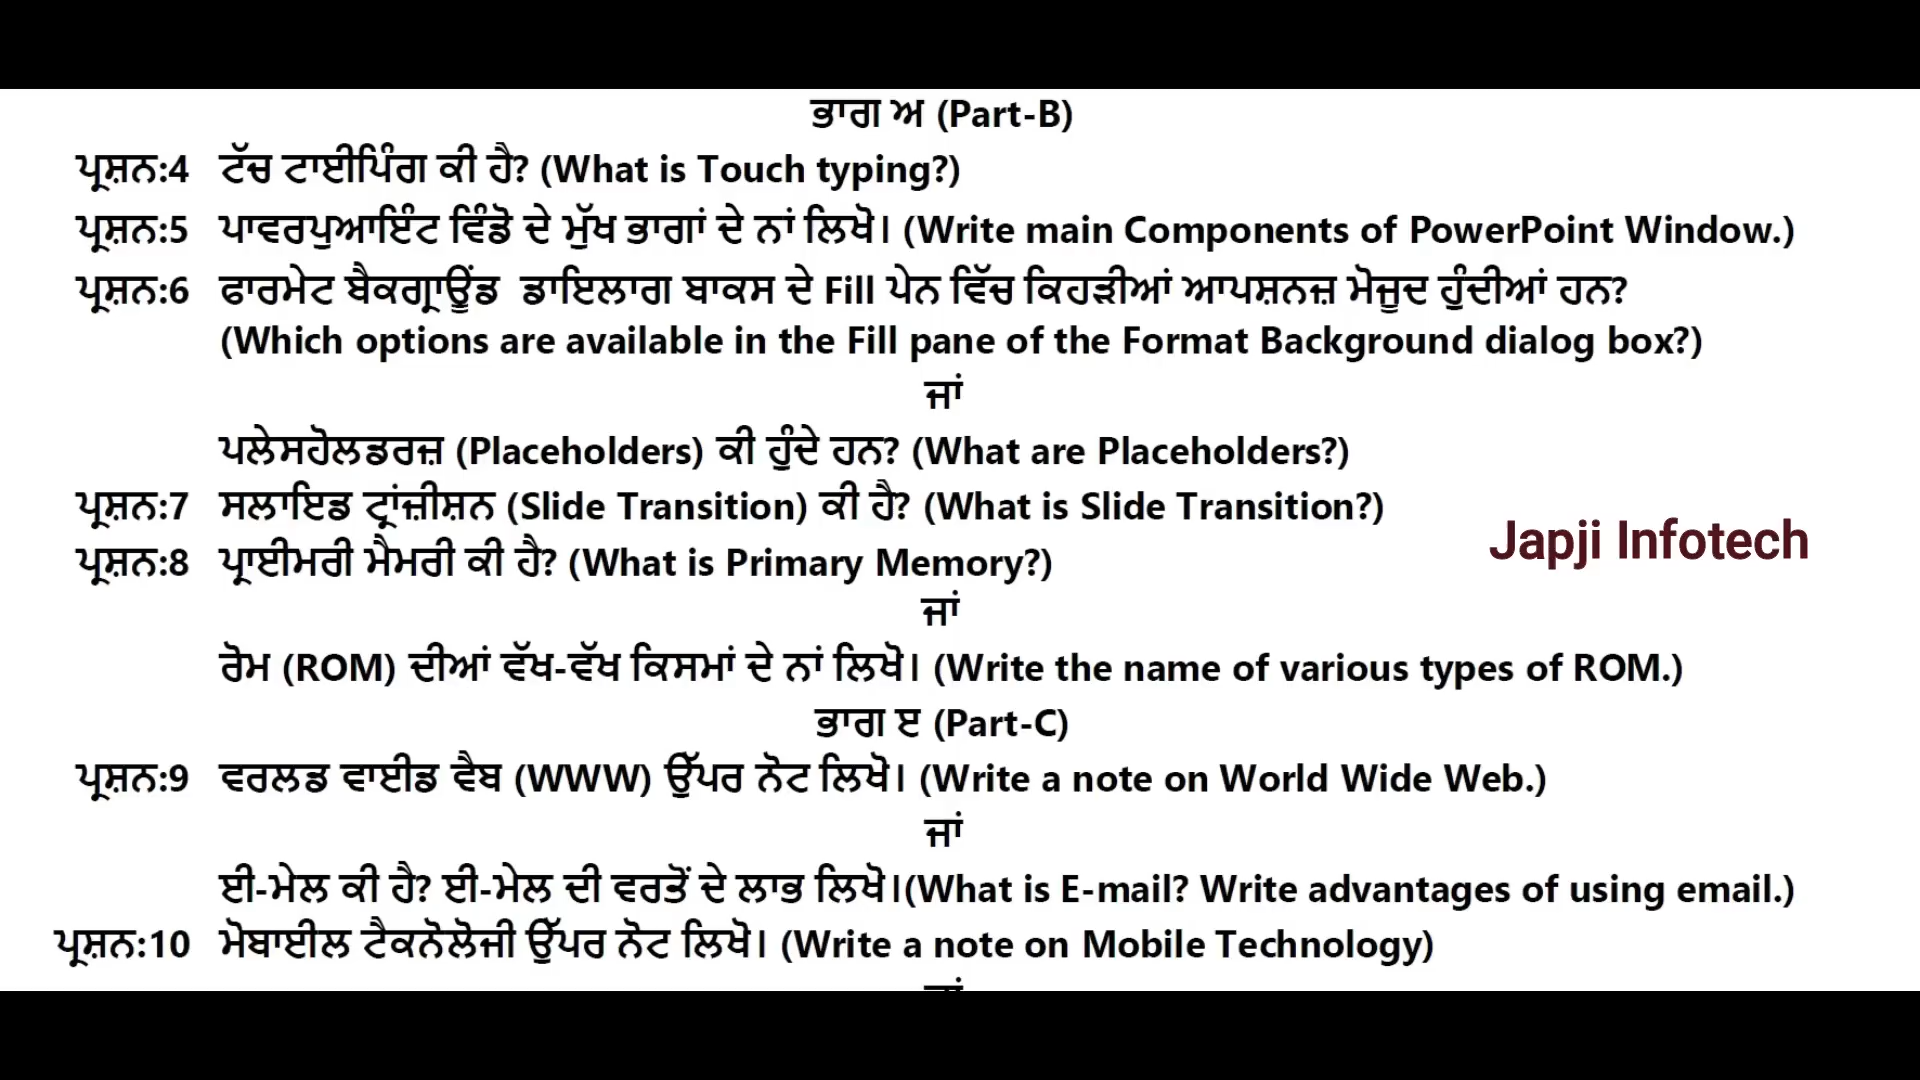 ਭਾਗ ਅ (Part-B)
ਪ੍ਰਸ਼ਨ:4 ਟੱਚ ਟਾਈਪਿੰਗ ਕੀ ਹੈ? (What is Touch typing?)
ਪ੍ਰਸ਼ਨ:5 ਪਾਵਰਪੁਆਇੰਟ ਵਿੰਡੋ ਦੇ ਮੁੱਖ ਭਾਗਾਂ ਦੇ ਨਾਂ ਲਿਖੋ। (Write main Components of PowerPoint Window.)
ਪ੍ਰਸ਼ਨ:6 ਫਾਰਮੇਟ ਬੈਕਗ੍ਰਾਊਂਡ ਡਾਇਲਾਗ ਬਾਕਸ ਦੇ Fill ਪੇਨ ਵਿੱਚ ਕਿਹੜੀਆਂ ਆਪਸ਼ਨਜ਼ ਮੋਜੂਦ ਹੁੰਦੀਆਂ ਹਨ?
(Which options are available in the Fill pane of the Format Background dialog box?)
ਜਾਂ
ਪਲੇਸਹੋਲਡਰਜ਼ (Placeholders) ਕੀ ਹੁੰਦੇ ਹਨ? (What are Placeholders?)
ਪ੍ਰਸ਼ਨ:7 ਸਲਾਇਡ ਟ੍ਰਾਂਜ਼ੀਸ਼ਨ (Slide Transition) ਕੀ ਹੈ? (What is Slide Transition?)
Japji Infotech
ਪ੍ਰਸ਼ਨ:8 ਪ੍ਰਾਈਮਰੀ ਮੈਮਰੀ ਕੀ ਹੈ? (What is Primary Memory?)
ਜਾਂ
ਰੋਮ (ROM) ਦੀਆਂ ਵੱਖ-ਵੱਖ ਕਿਸਮਾਂ ਦੇ ਨਾਂ ਲਿਖੋ। (Write the name of various types of ROM.)
ਭਾਗ ੲ (Part-C)
ਪ੍ਰਸ਼ਨ:9 ਵਰਲਡ ਵਾਈਡ ਵੈਬ (WWW) ਉੱਪਰ ਨੋਟ ਲਿਖੋ। (Write a note on World Wide Web.)
ਜਾਂ
ਈ-ਮੇਲ ਕੀ ਹੈ? ਈ-ਮੇਲ ਦੀ ਵਰਤੋਂ ਦੇ ਲਾਭ ਲਿਖੋ।(What is E-mail? Write advantages of using email.)
ਪ੍ਰਸ਼ਨ:10 ਮੋਬਾਈਲ ਟੈਕਨੋਲੋਜੀ ਉੱਪਰ ਨੋਟ ਲਿਖੋ। (Write a note on Mobile Technology)